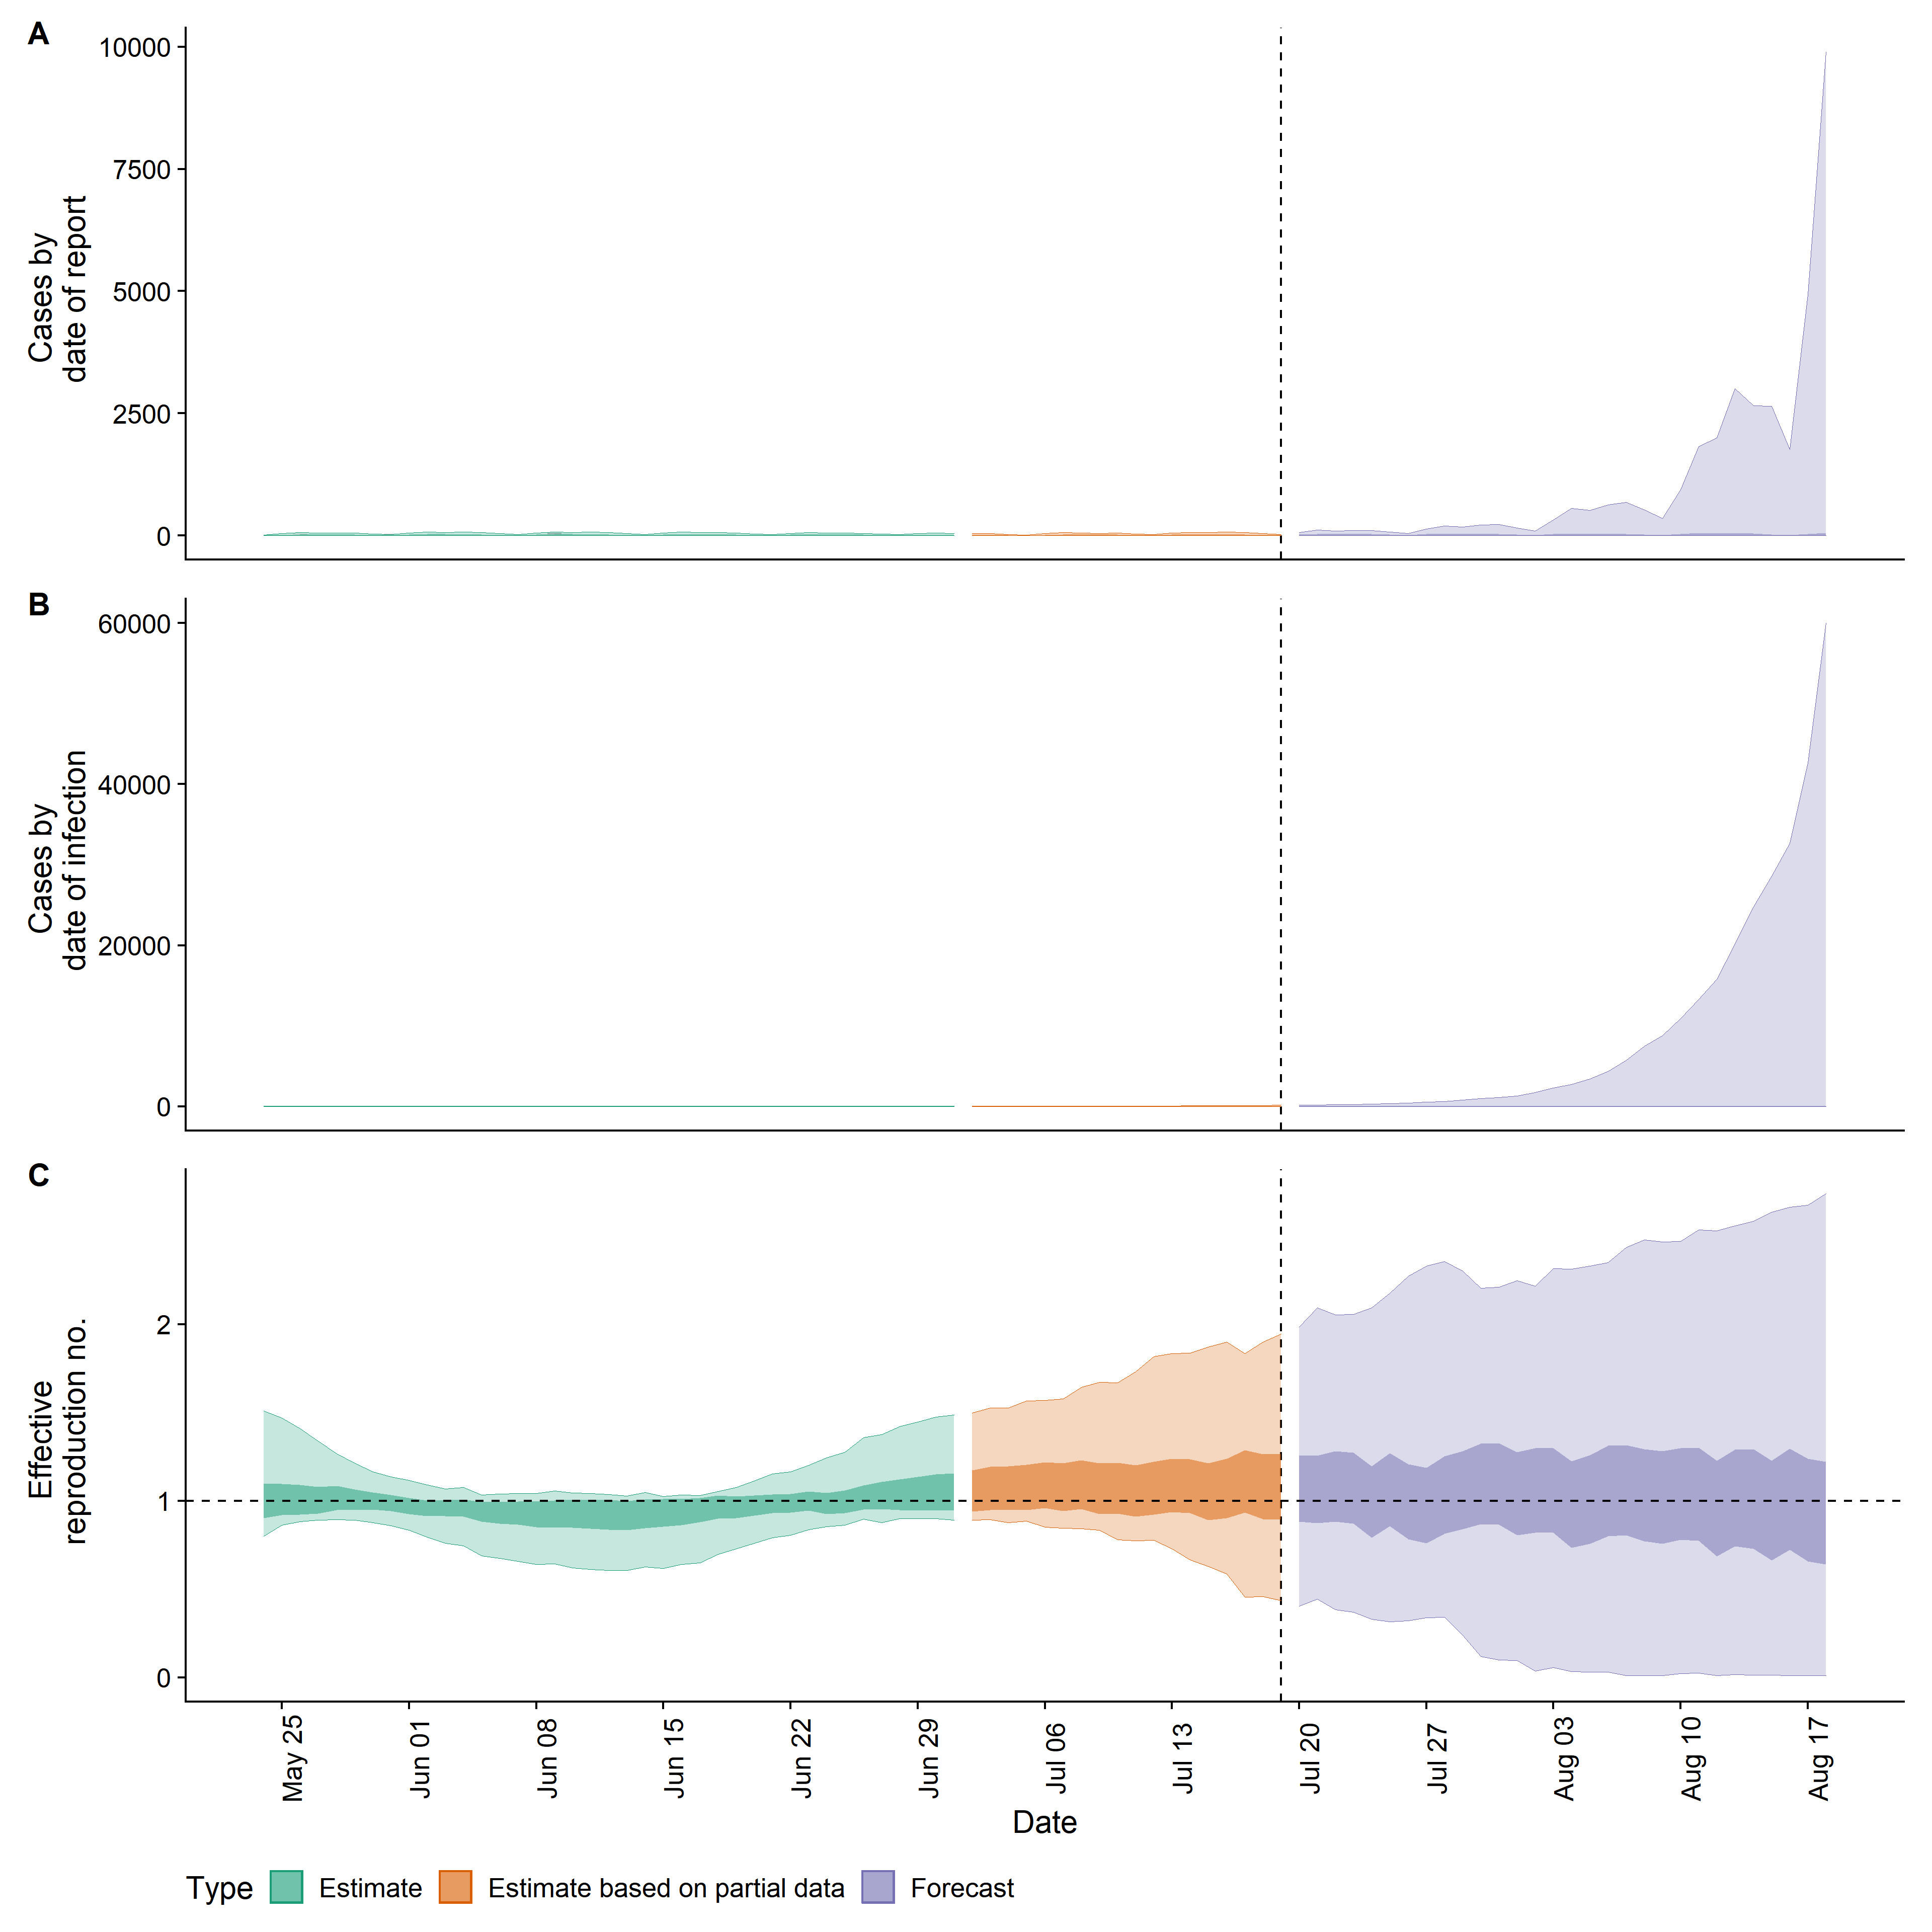 A
10000
7500
5000
2500
0
Cases by
date of report
B
60000
40000
20000
0
Cases by
date of infection
C
2
1
0
Effective
reproduction no.
May 25
Jun 01
Jun 08
Jun 15
Jun 22
Jun 29
Jul 06
Jul 13
Jul 20
Jul 27
Aug 03
Aug 10
Aug 17
Date
Type Estimate Estimate based on partial data Forecast